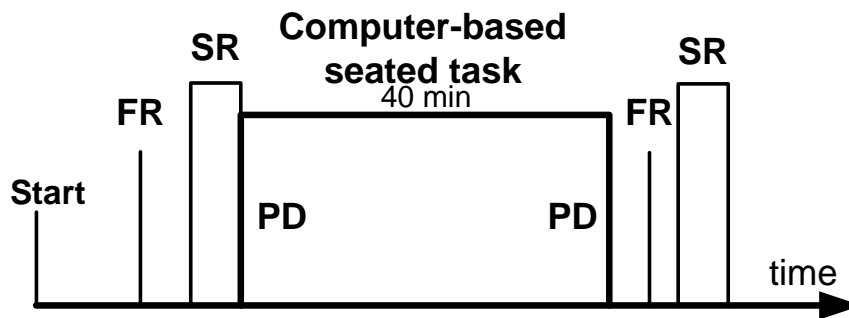 Computer-based
seated task
40 min
SR
SR
FR
FR
Start
PD
PD
time